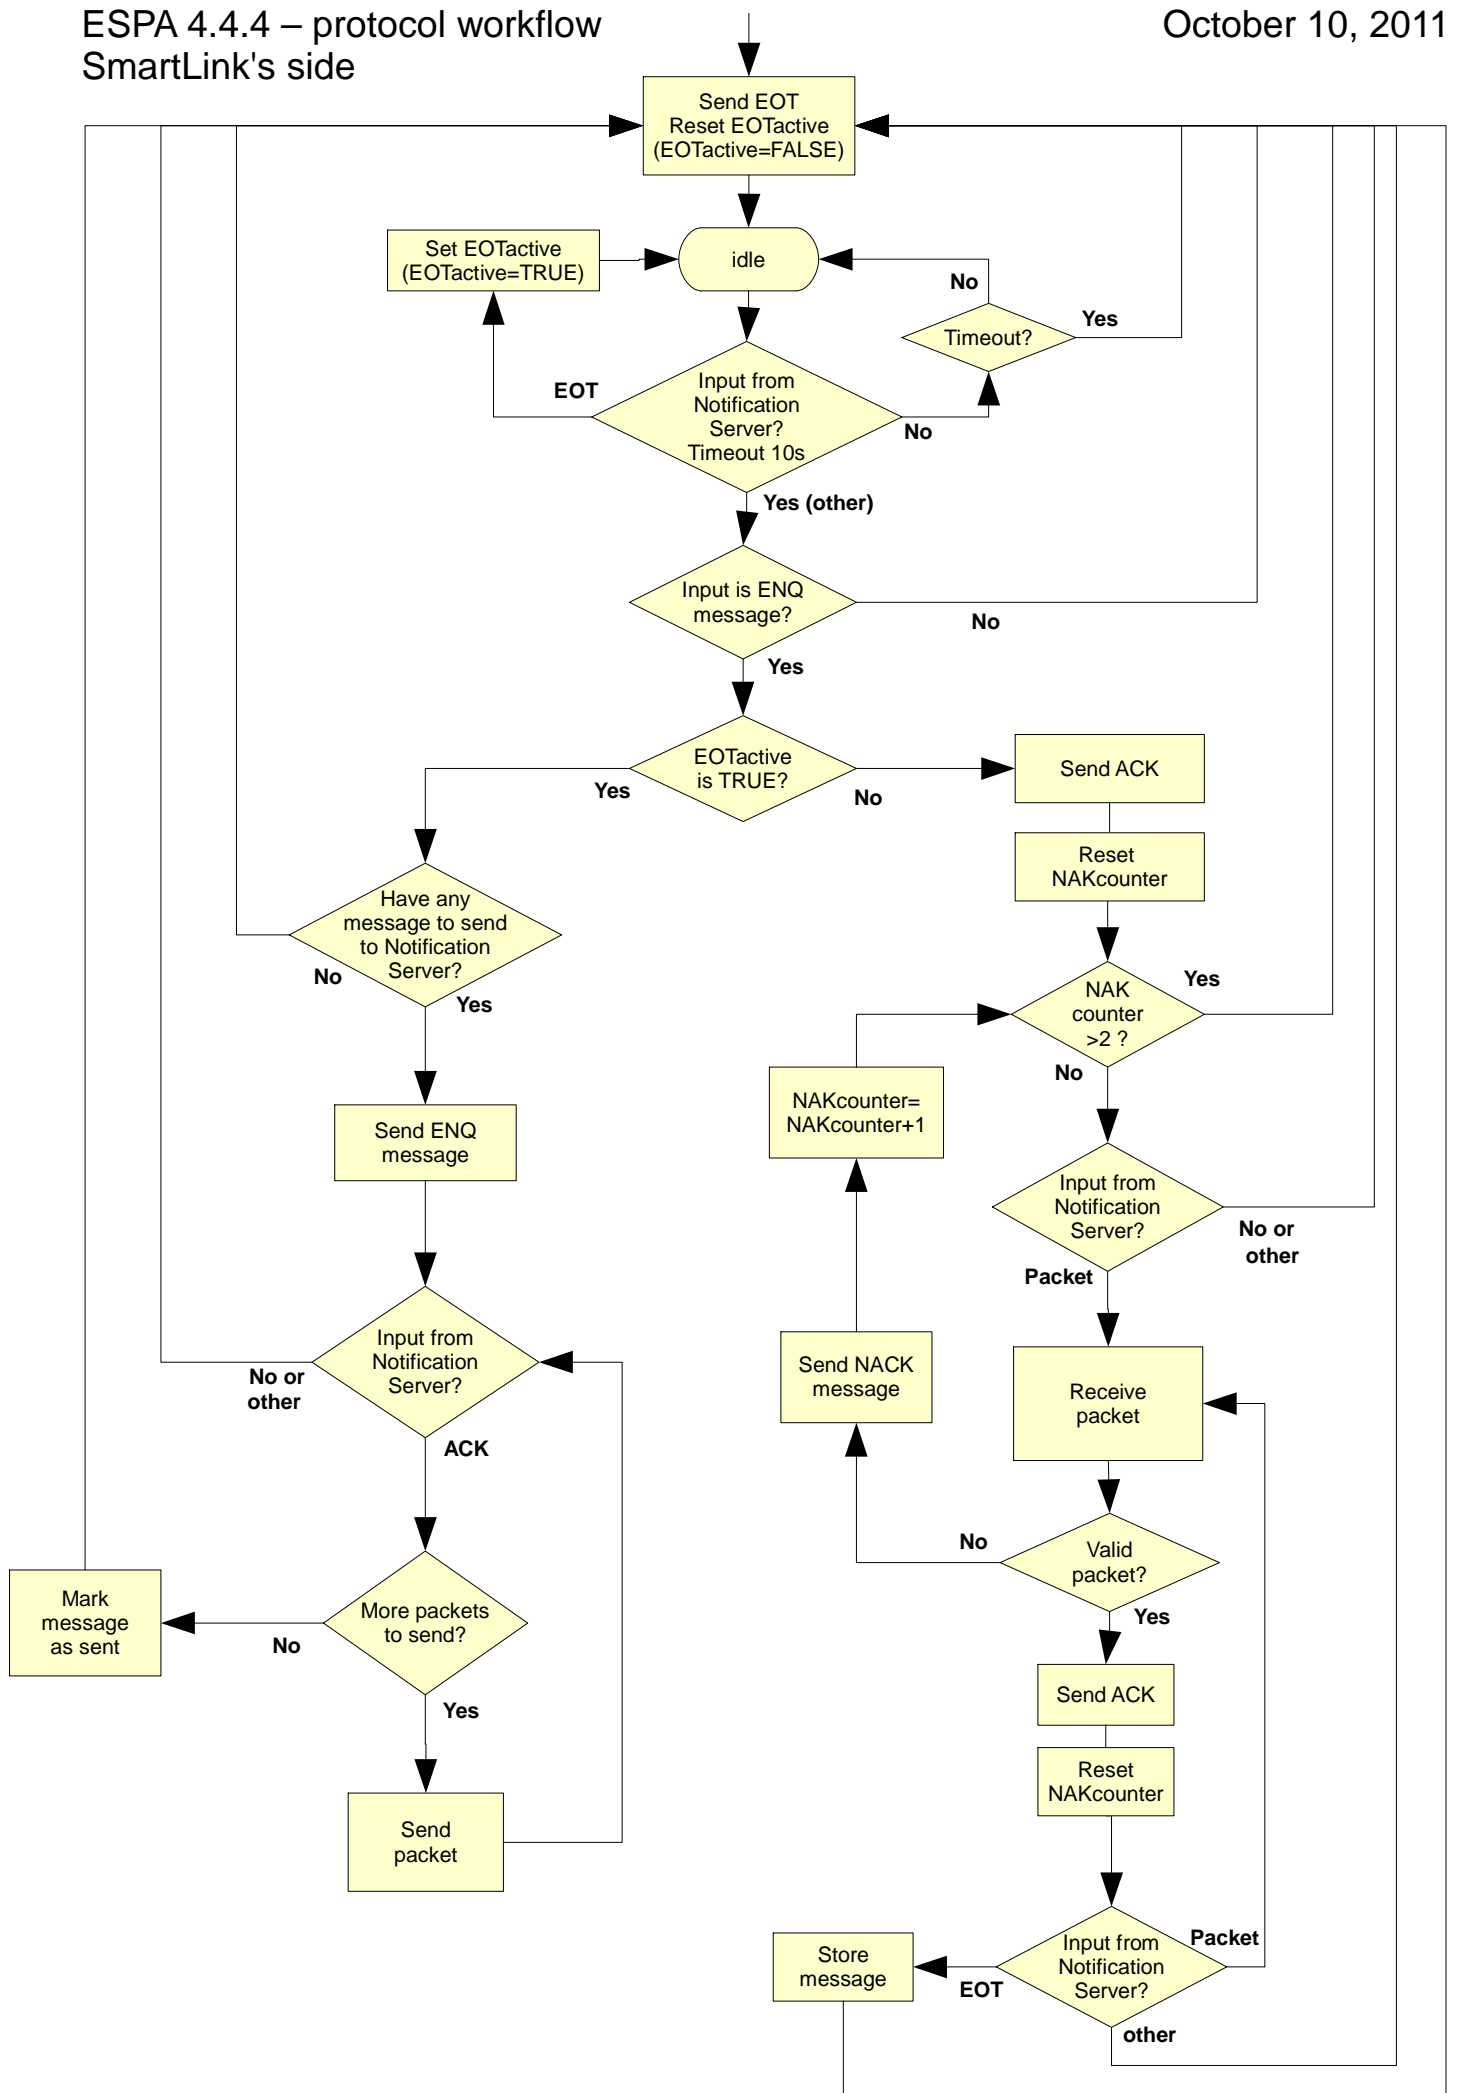 ESPA 4.4.4 – protocol workflow
SmartLink's side
October 10, 2011
Send EOT
Reset EOTactive
(EOTactive=FALSE)
Set EOTactive
(EOTactive=TRUE)
idle
No
Timeout?
Yes
EOT
Input from
Notification
Server?
Timeout 10s
No
Yes (other)
Input is ENQ
message?
No
Yes
EOTactive
is TRUE?
Yes
No
Send ACK
Reset
NAKcounter
Have any
message to send
to Notification
Server?
No
Yes
NAK
counter
>2 ?
Yes
No
NAKcounter=
NAKcounter+1
Send ENQ
message
Input from
Notification
Server?
No or
other
Packet
Input from
Notification
Server?
No or
other
ACK
Send NACK
message
Receive
packet
No
Valid
packet?
Yes
Mark
message
as sent
More packets
to send?
No
Yes
Send ACK
Reset
NAKcounter
Send
packet
Store
message
EOT
Input from
Notification
Server?
Packet
other